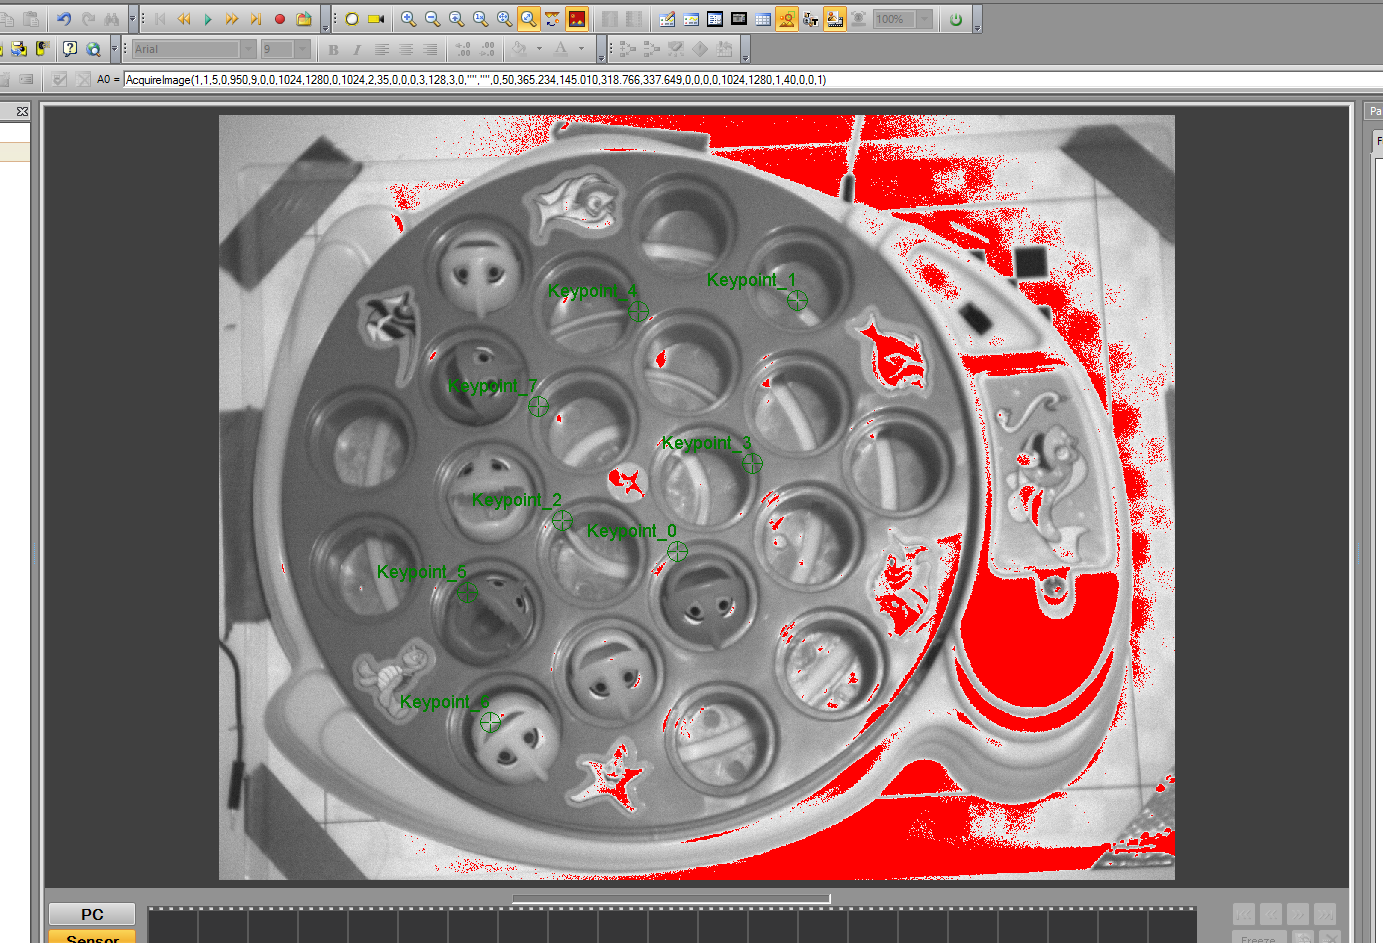 100%
Arial
9
B I
A
A0 = AcquireImage(1,1,5,0,950,9,0,0,1024,1280,0,1024,2,35,0,0,0,3,128,3,0,"","",0,50,365.234,145.010,318.766,337.649,0,0,0,0,1024,1280,1,40,0,0,1)
Pa
F
Keypoint_1
Keypoint_4
Keypoint_7
Keypoint_3
Keypoint_2
Keypoint_0
Keypoint_5
Keypoint_6
PC
Sensor
Freeze